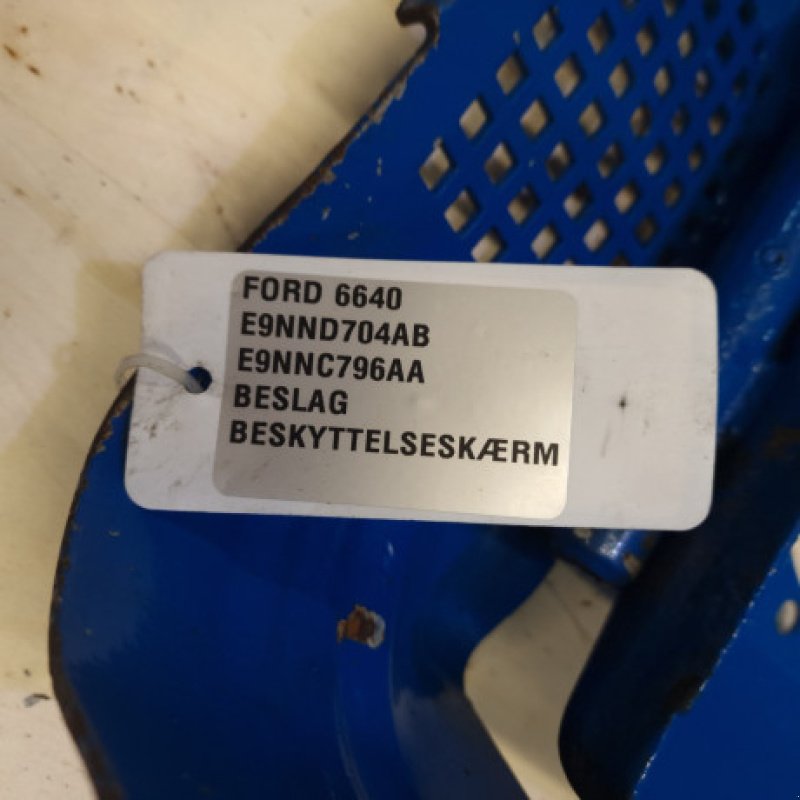 FORD 6640
E9NND704AB
E9NNC796AA
BESLAG
BESKYTTELSESKÆRM